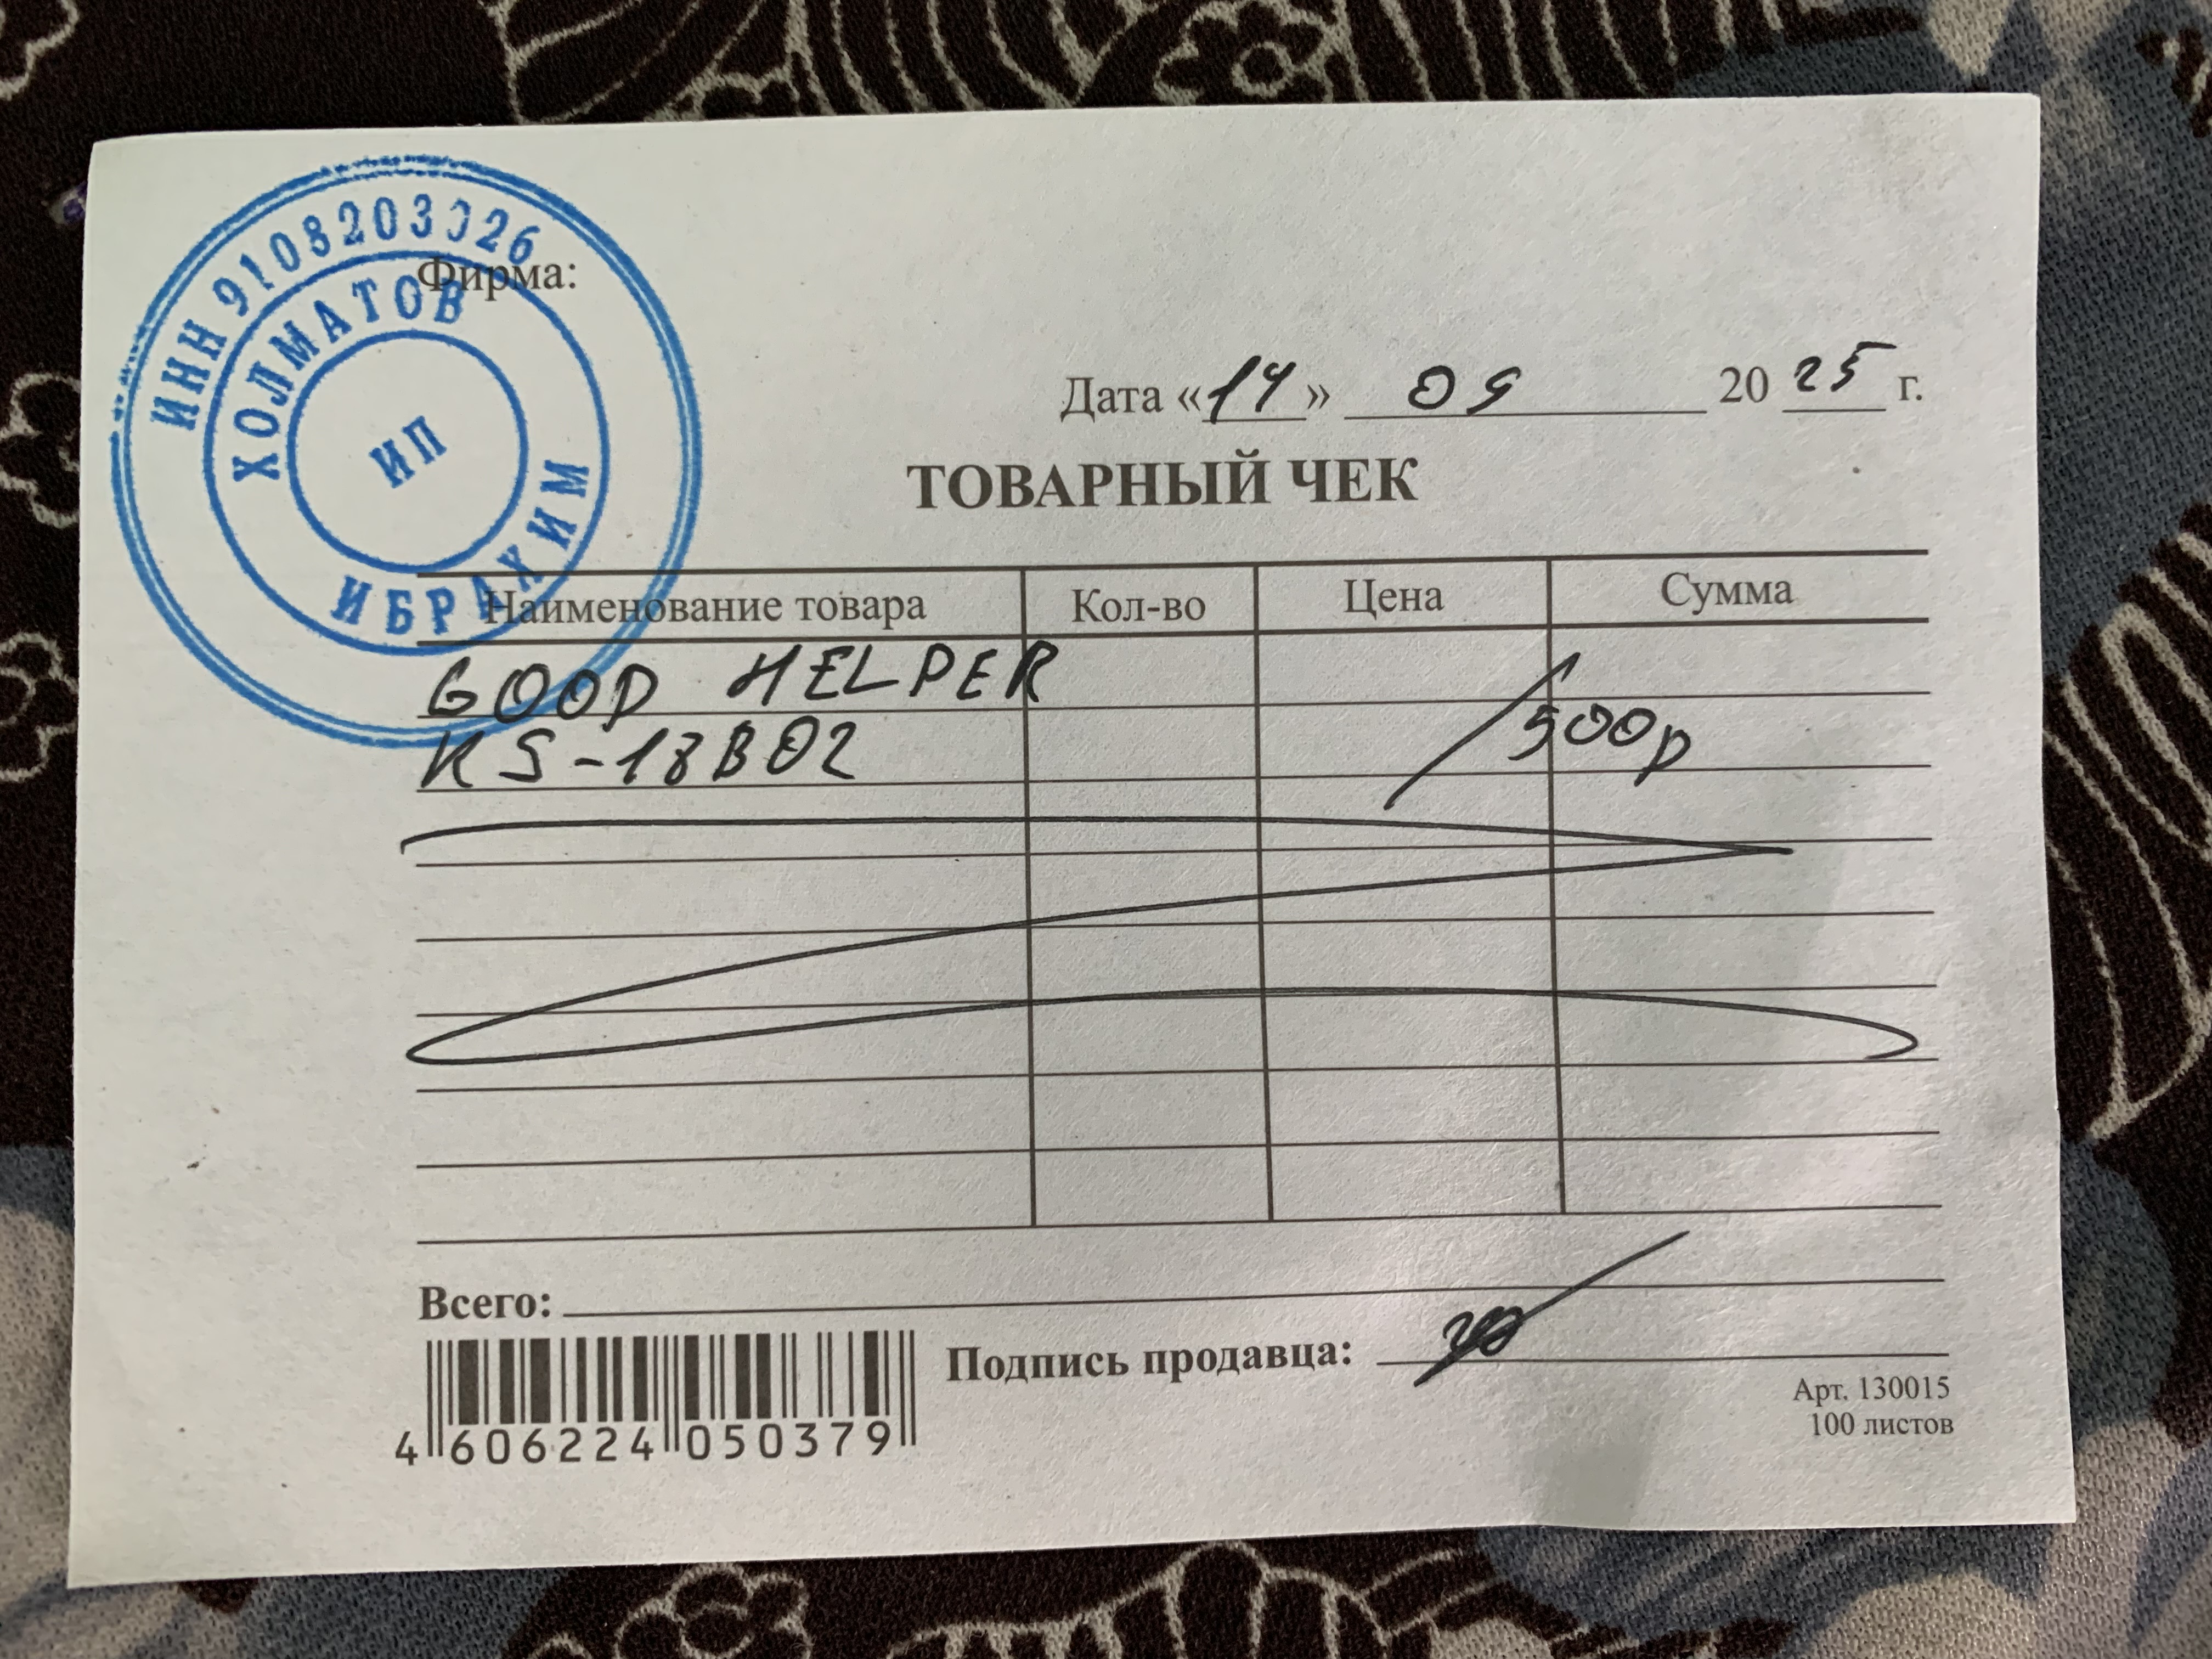 ИНН 9108203026
ХОЛМАТОВ
ИП
ИБРАХИМ
Фирма:
Дата «14» 09 2025 г.
ТОВАРНЫЙ ЧЕК
Наименование товара Кол-во Цена Сумма
GOOD HELPER
KS-18B02 500р
Всего:
Подпись продавца:
4 606224 050379
Арт. 130015
100 листов